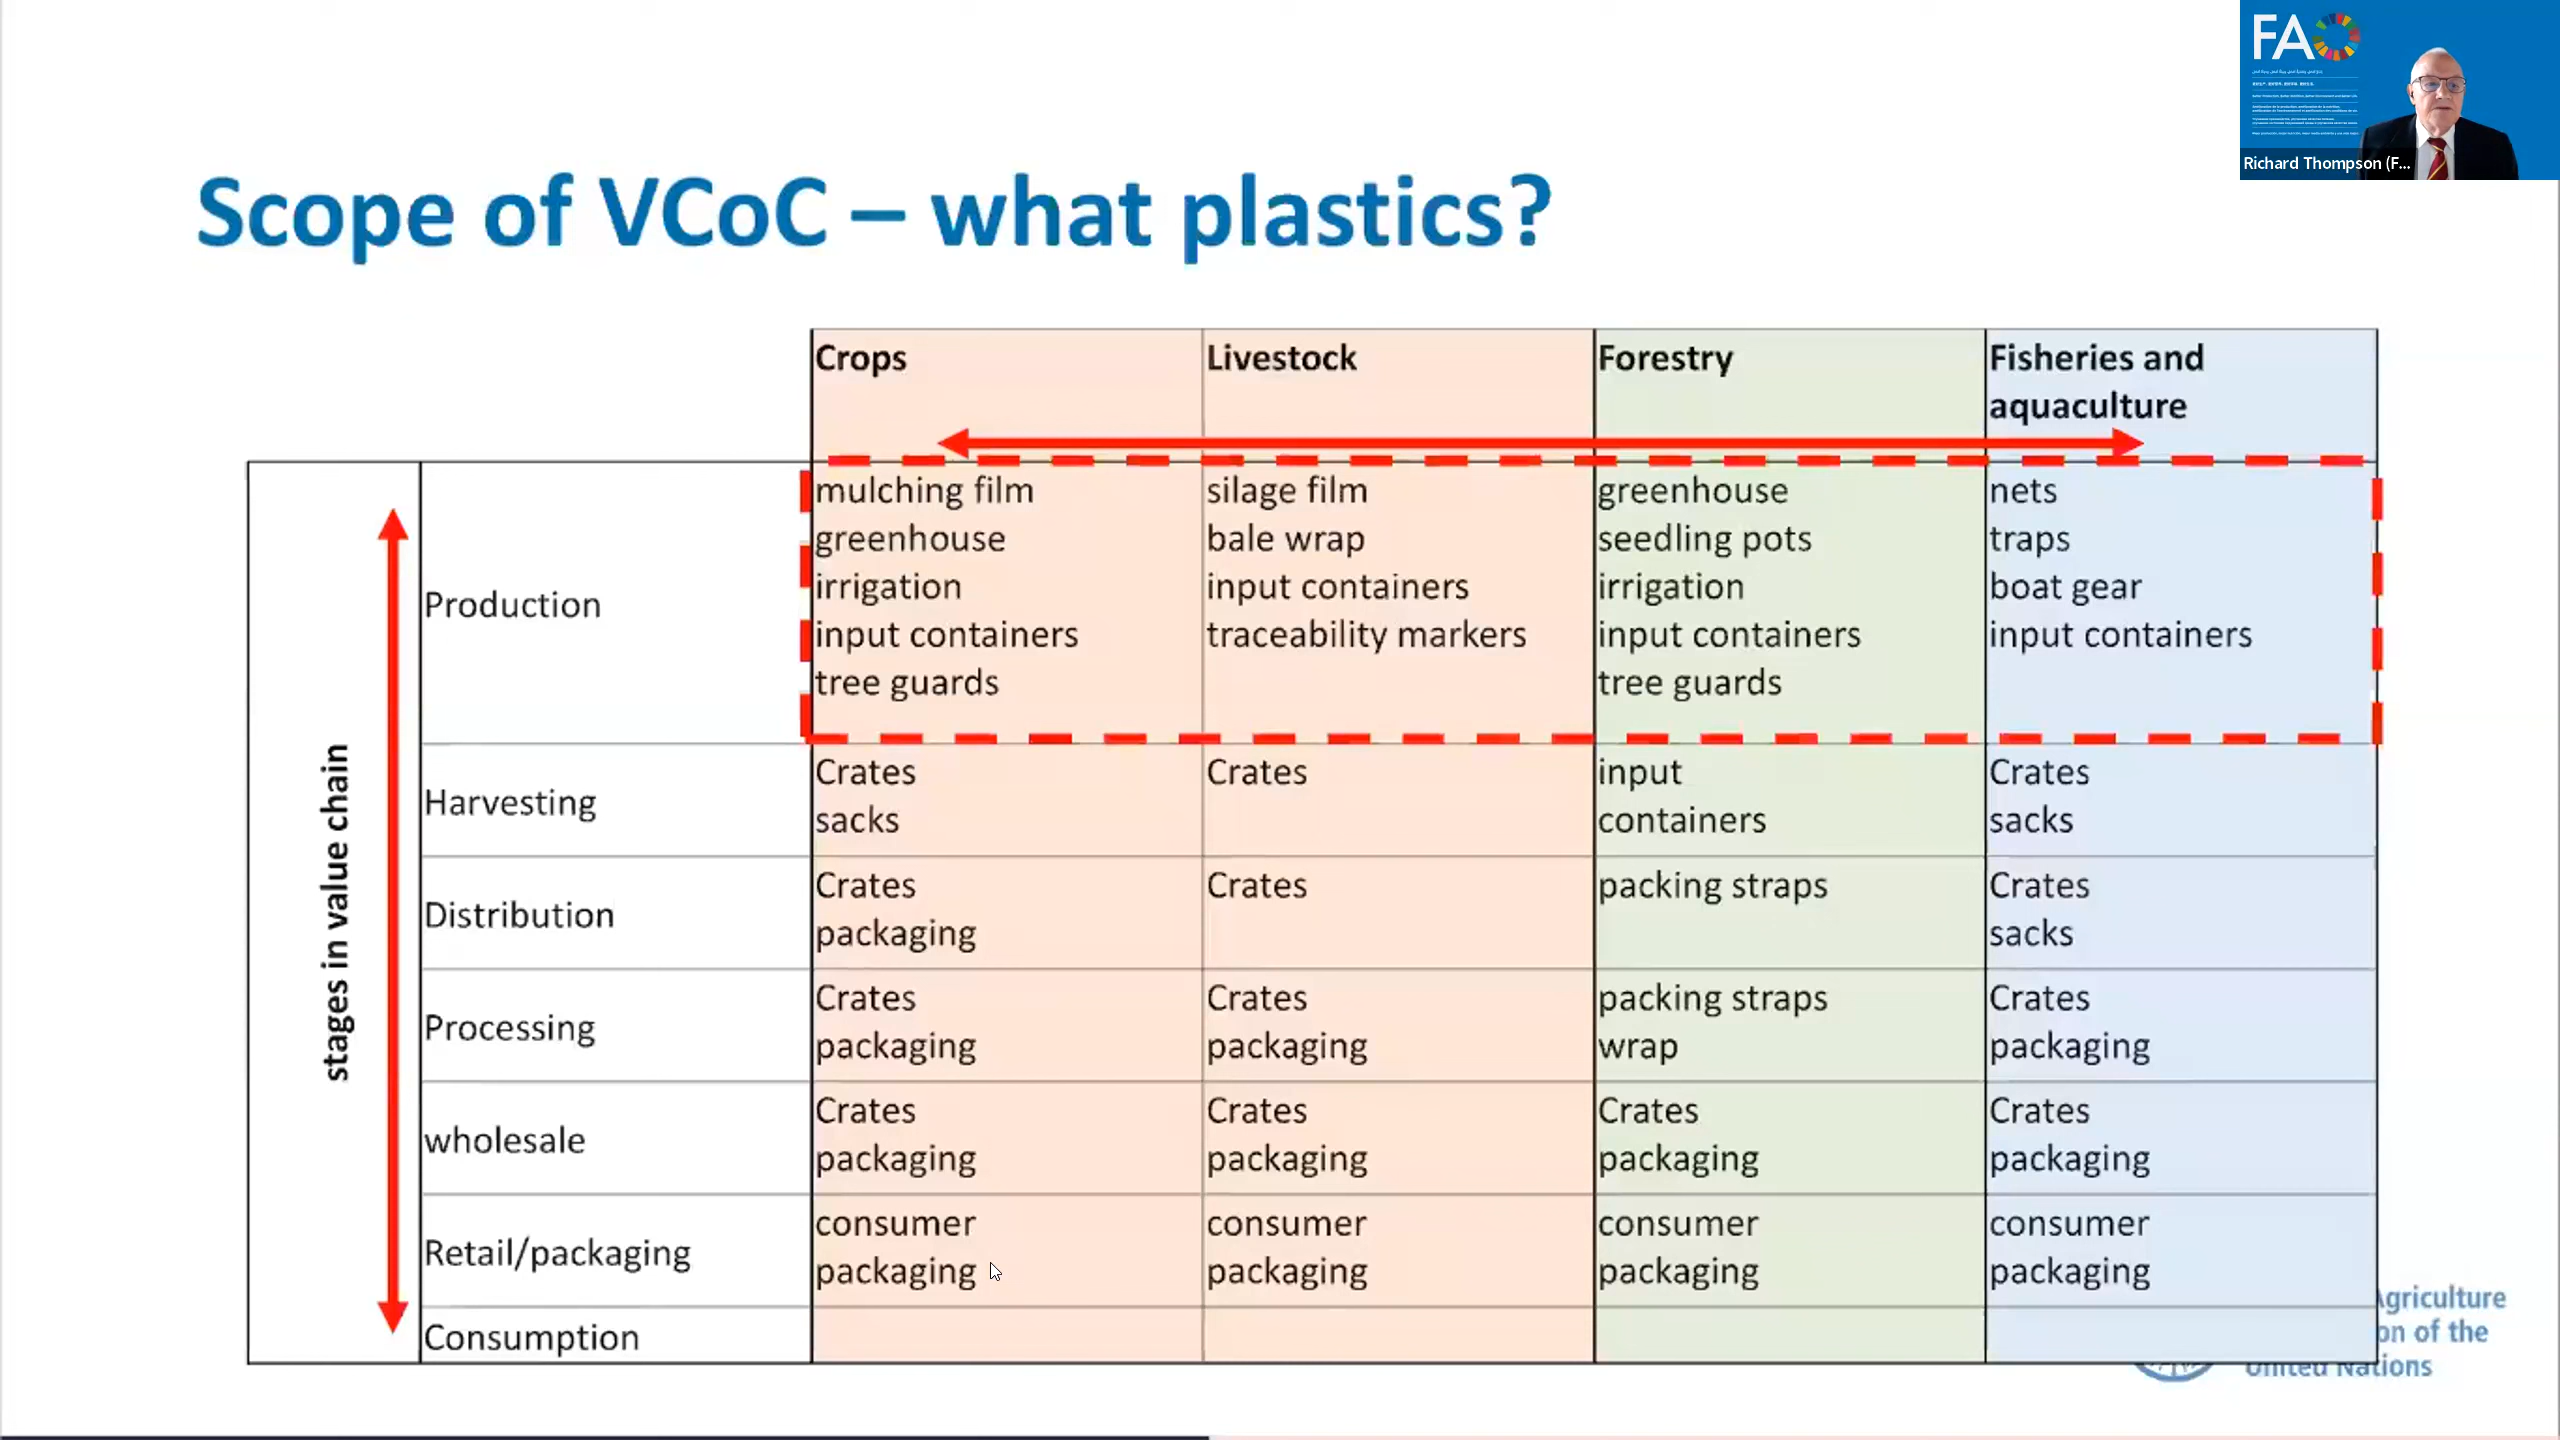 FAO
Richard Thompson (F...
Scope of VCoC – what plastics?
Crops
Livestock
Forestry
Fisheries and
aquaculture
stages in value chain
Production
mulching film
greenhouse
irrigation
input containers
tree guards
silage film
bale wrap
input containers
traceability markers
greenhouse
seedling pots
irrigation
input containers
tree guards
nets
traps
boat gear
input containers
Harvesting
Crates
sacks
Crates
input
containers
Crates
sacks
Distribution
Crates
packaging
Crates
packing straps
Crates
sacks
Processing
Crates
packaging
Crates
packaging
packing straps
wrap
Crates
packaging
wholesale
Crates
packaging
Crates
packaging
Crates
packaging
Crates
packaging
Retail/packaging
consumer
packaging
consumer
packaging
consumer
packaging
consumer
packaging
Consumption
griculture
on of the
United Nations